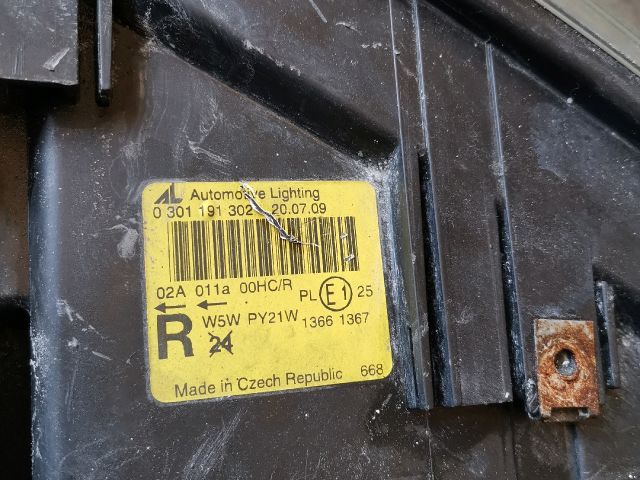 AL Automotive Lighting
0 301 191 302 20.07.09
02A 011a 00HC/R
PL E1 25
R W5W PY21W 1366 1367
24
Made in Czech Republic 668